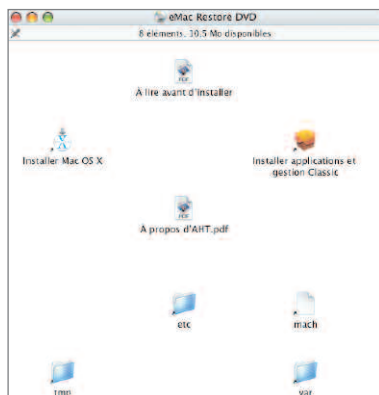 eMac Restore DVD
8 éléments, 10.5 Mo disponibles
PDF
À lire avant d'installer
Installer Mac OS X
Installer applications et
gestion Classic
PDF
À propos d'AHT.pdf
etc
mach
tmp
var